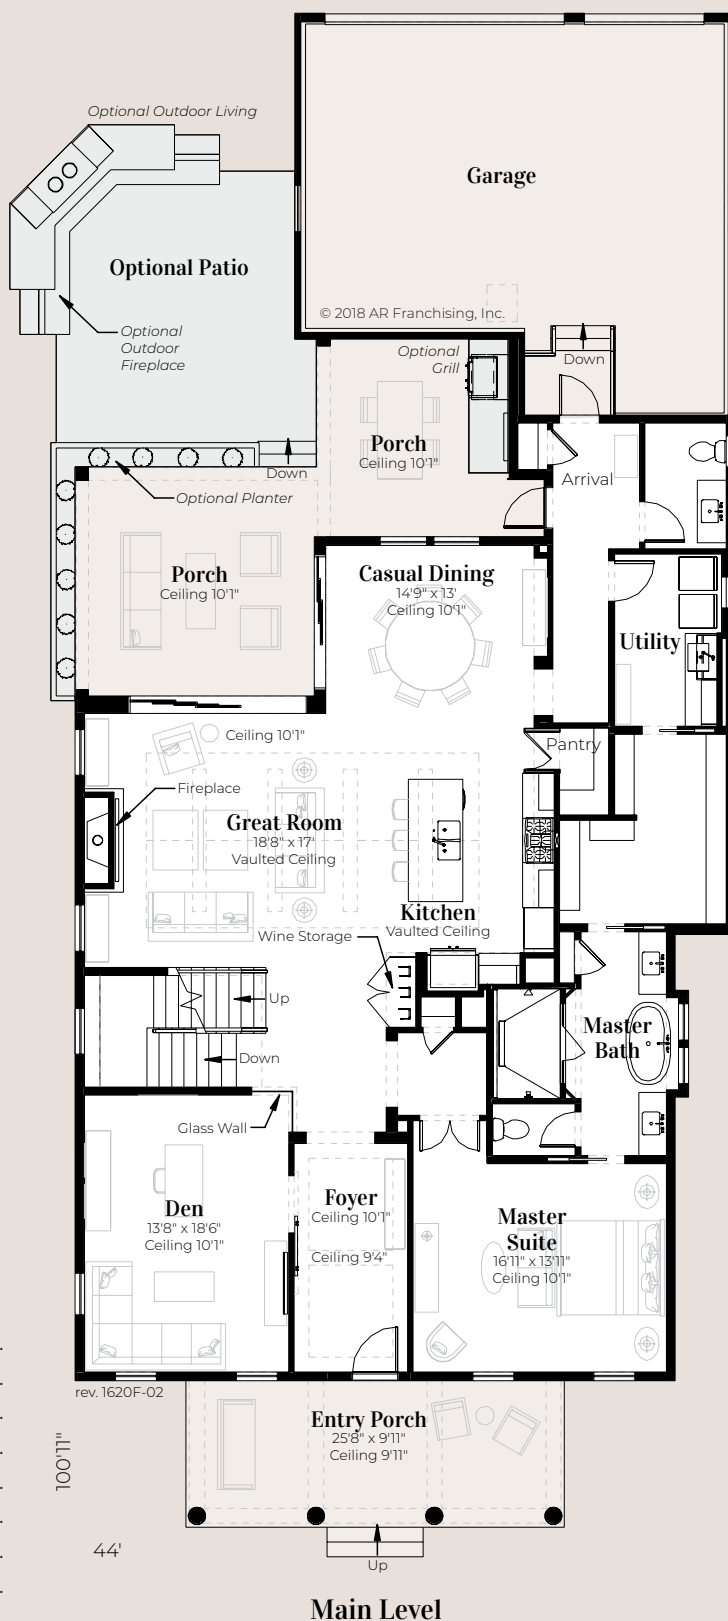 Optional Outdoor Living
Garage
Optional Patio
© 2018 AR Franchising, Inc.
Optional
Outdoor
Fireplace
Optional
Grill
Down
Porch
Ceiling 10'1"
Down
Arrival
Optional Planter
Porch
Ceiling 10'1"
Casual Dining
14'9" x 13'
Ceiling 10'1"
Utility
Ceiling 10'1"
Pantry
Fireplace
Great Room
18'8" x 17'
Vaulted Ceiling
Kitchen
Vaulted Ceiling
Wine Storage
Up
Master
Bath
Down
Glass Wall
Den
13'8" x 18'6"
Ceiling 10'1"
Foyer
Ceiling 10'1"
Ceiling 9'4"
Master
Suite
16'11" x 13'11"
Ceiling 10'1"
rev. 1620F-02
Entry Porch
25'8" x 9'11"
Ceiling 9'11"
100'11"
44'
Up
Main Level